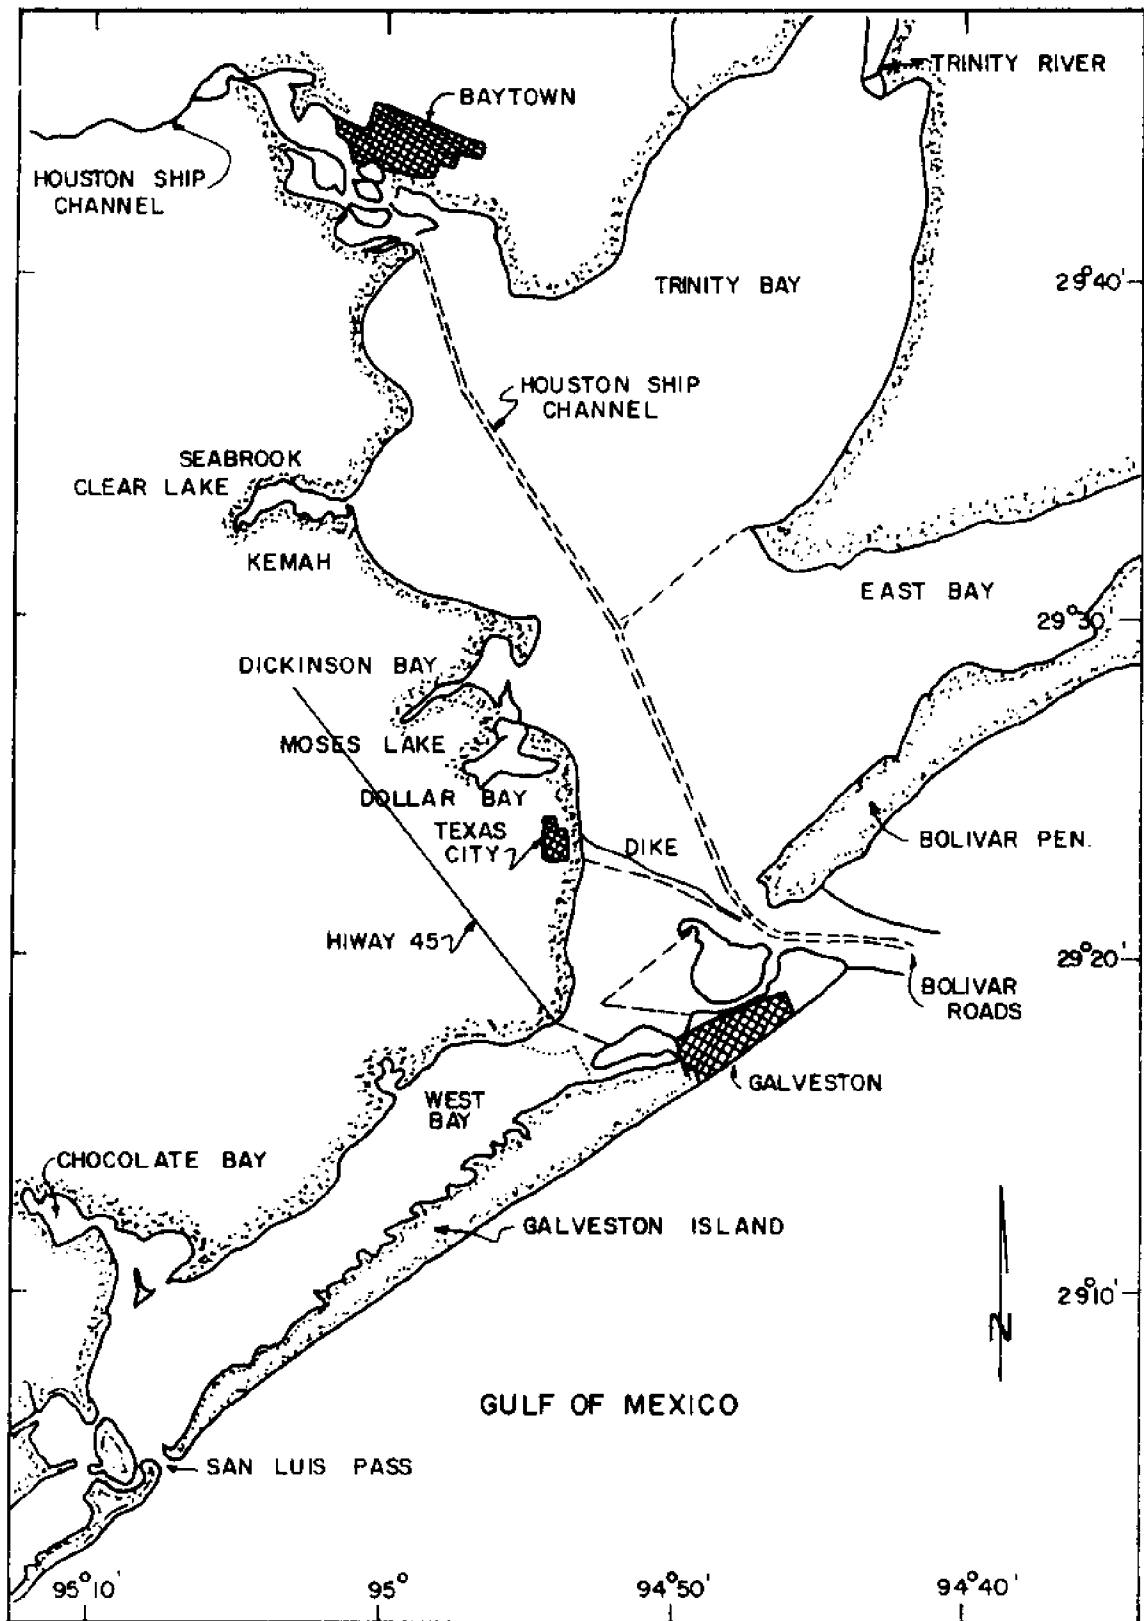 TRINITY RIVER
BAYTOWN
HOUSTON SHIP
CHANNEL
TRINITY BAY
29°40'
HOUSTON SHIP
CHANNEL
SEABROOK
CLEAR LAKE
KEMAH
EAST BAY
29°30'
DICKINSON BAY
MOSES LAKE
DOLLAR BAY
TEXAS
CITY
DIKE
BOLIVAR PEN.
HIWAY 45
29°20'
BOLIVAR
ROADS
GALVESTON
WEST
BAY
CHOCOLATE BAY
GALVESTON ISLAND
29°10'
N
GULF OF MEXICO
SAN LUIS PASS
95°10'
95°
94°50'
94°40'